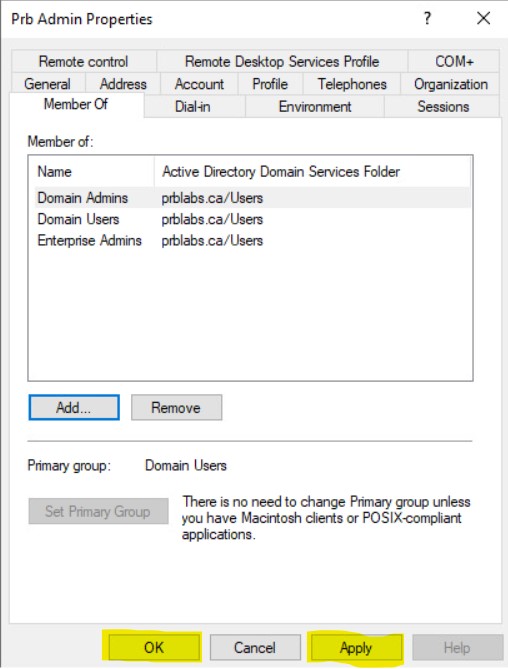 Prb Admin Properties ? ×
Remote control Remote Desktop Services Profile COM+
General Address Account Profile Telephones Organization
Member Of Dial-in Environment Sessions
Member of:
Name Active Directory Domain Services Folder
Domain Admins prblabs.ca/Users
Domain Users prblabs.ca/Users
Enterprise Admins prblabs.ca/Users
Add... Remove
Primary group: Domain Users
Set Primary Group
There is no need to change Primary group unless
you have Macintosh clients or POSIX-compliant
applications.
OK Cancel Apply Help